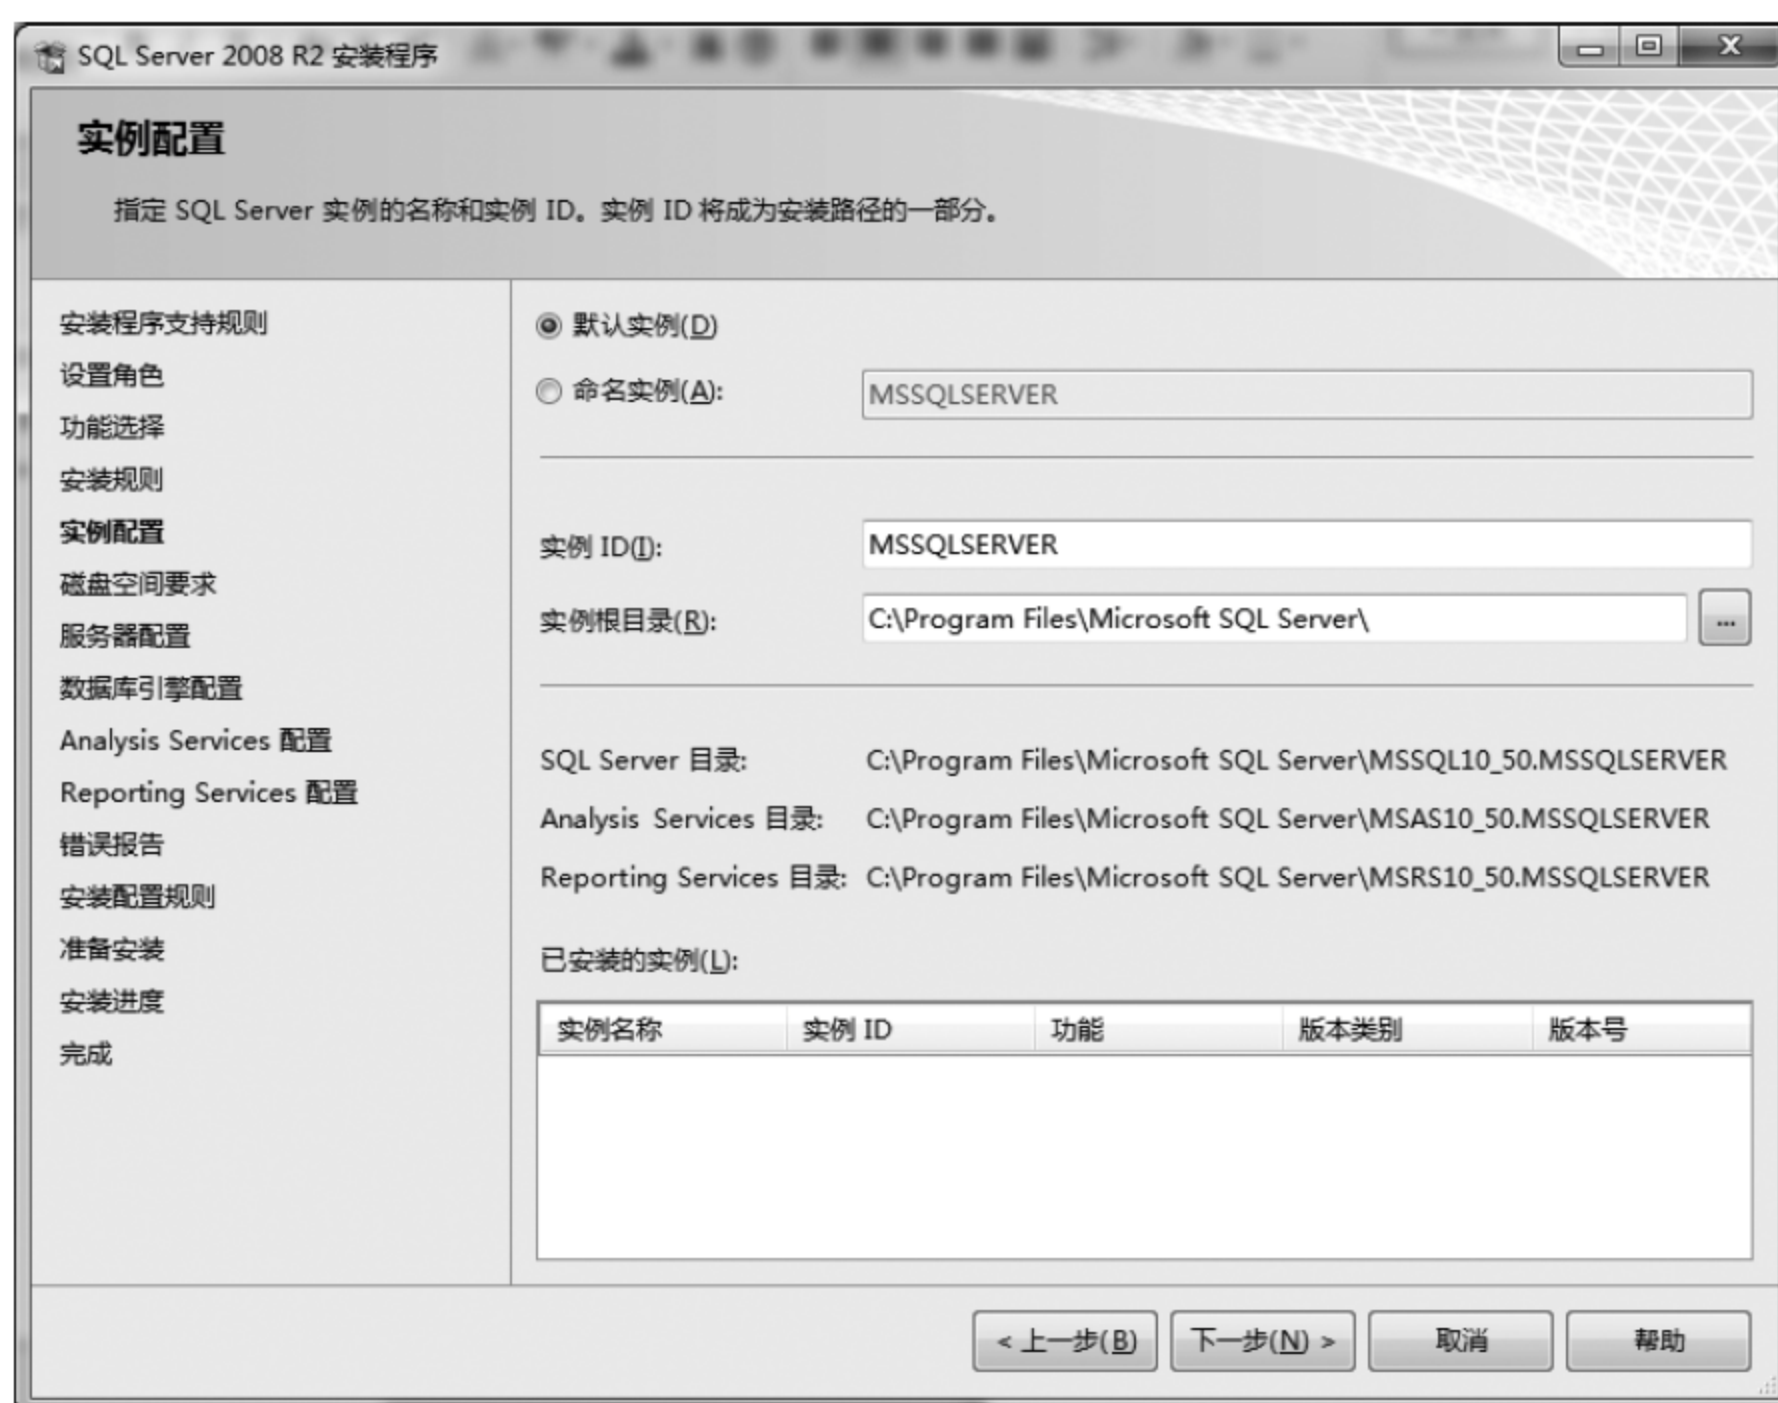 SQL Server 2008 R2 安装程序
实例配置
指定 SQL Server 实例的名称和实例 ID。实例 ID 将成为安装路径的一部分。
安装程序支持规则
设置角色
功能选择
安装规则
实例配置
磁盘空间要求
服务器配置
数据库引擎配置
Analysis Services 配置
Reporting Services 配置
错误报告
安装配置规则
准备安装
安装进度
完成
默认实例(D)
命名实例(A): MSSQLSERVER
实例 ID(I): MSSQLSERVER
实例根目录(R): C:\Program Files\Microsoft SQL Server\ ...
SQL Server 目录: C:\Program Files\Microsoft SQL Server\MSSQL10_50.MSSQLSERVER
Analysis Services 目录: C:\Program Files\Microsoft SQL Server\MSAS10_50.MSSQLSERVER
Reporting Services 目录: C:\Program Files\Microsoft SQL Server\MSRS10_50.MSSQLSERVER
已安装的实例(L):
实例名称 实例 ID 功能 版本类别 版本号
< 上一步(B) 下一步(N) > 取消 帮助